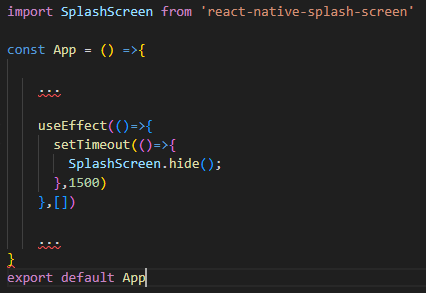 import SplashScreen from 'react-native-splash-screen'
const App = () =>{
...
useEffect(()=>{
setTimeout(()=>{
SplashScreen.hide();
},1500)
},[])
...
}
export default App